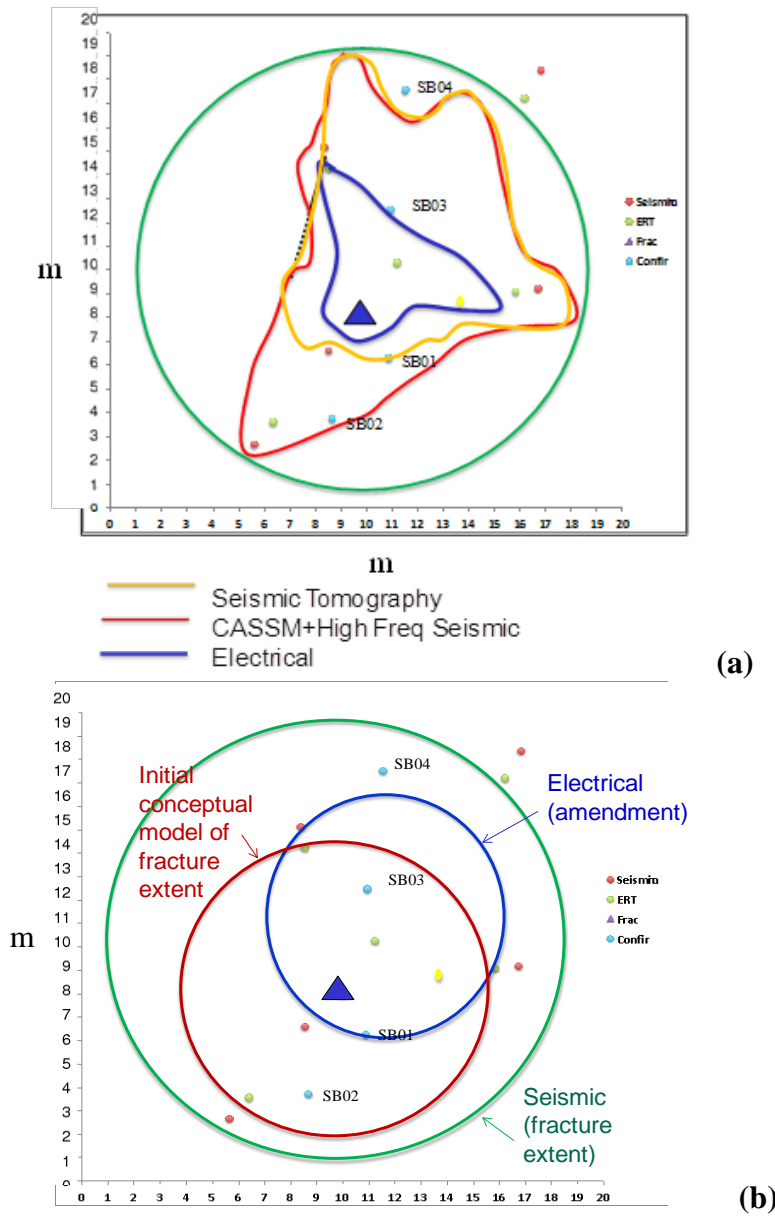 20
19
18
17
16
15
14
13
12
11
10
9
8
7
6
5
4
3
2
1
0
m
SB04
SB03
SB01
SB02
ERT
Frac
Confir
0 1 2 3 4 5 6 7 8 9 10 11 12 13 14 15 16 17 18 19 20
m
Seismic Tomography
CASSM+High Freq Seismic
Electrical
(a)
20
19
18
17
16
15
14
13
12
11
10
9
8
7
6
5
4
3
2
1
m
Initial
conceptual
model of
fracture
extent
SB04
Electrical
(amendment)
SB03
SB01
SB02
ERT
Frac
Confir
Seismic
(fracture
extent)
0 1 2 3 4 5 6 7 8 9 10 11 12 13 14 15 16 17 18 19 20
(b)